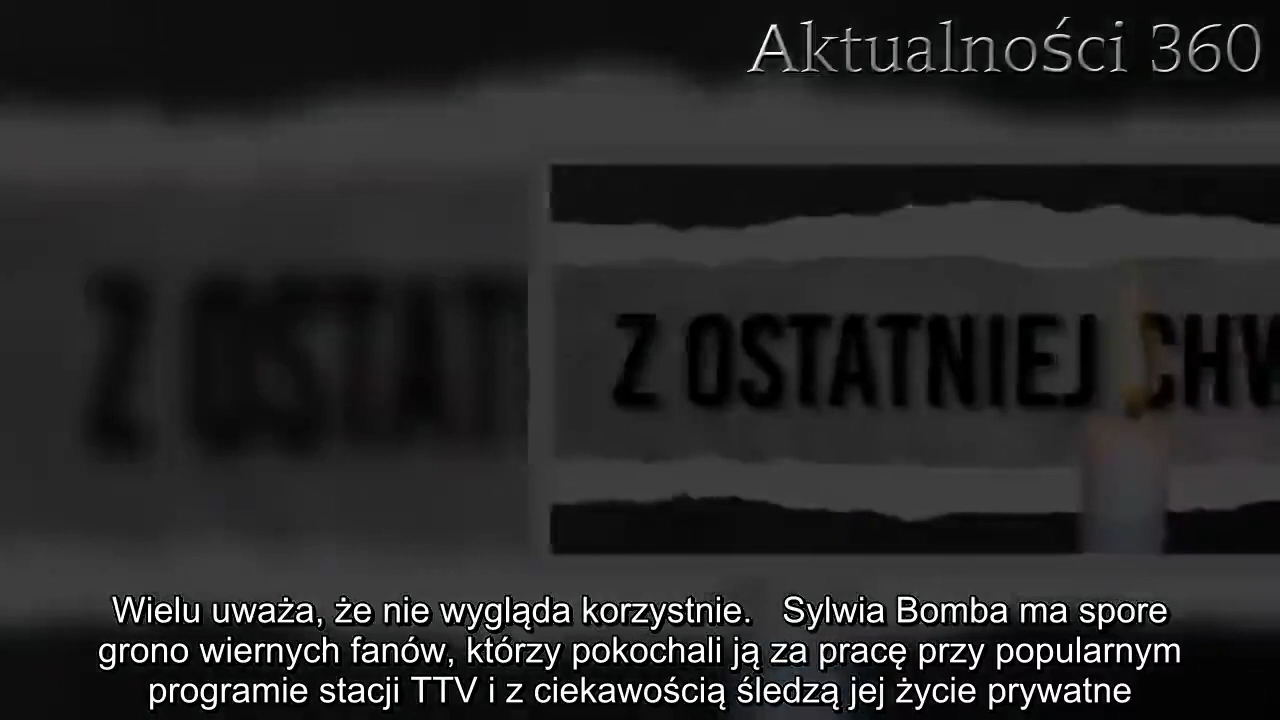 Aktualności 360
Z OSTAT
Z OSTATNIEJ
Wielu uważa, że nie wygląda korzystnie. Sylwia Bomba ma spore
grono wiernych fanów, którzy pokochali ją za pracę przy popularnym
programie stacji TTV i z ciekawością śledzą jej życie prywatne